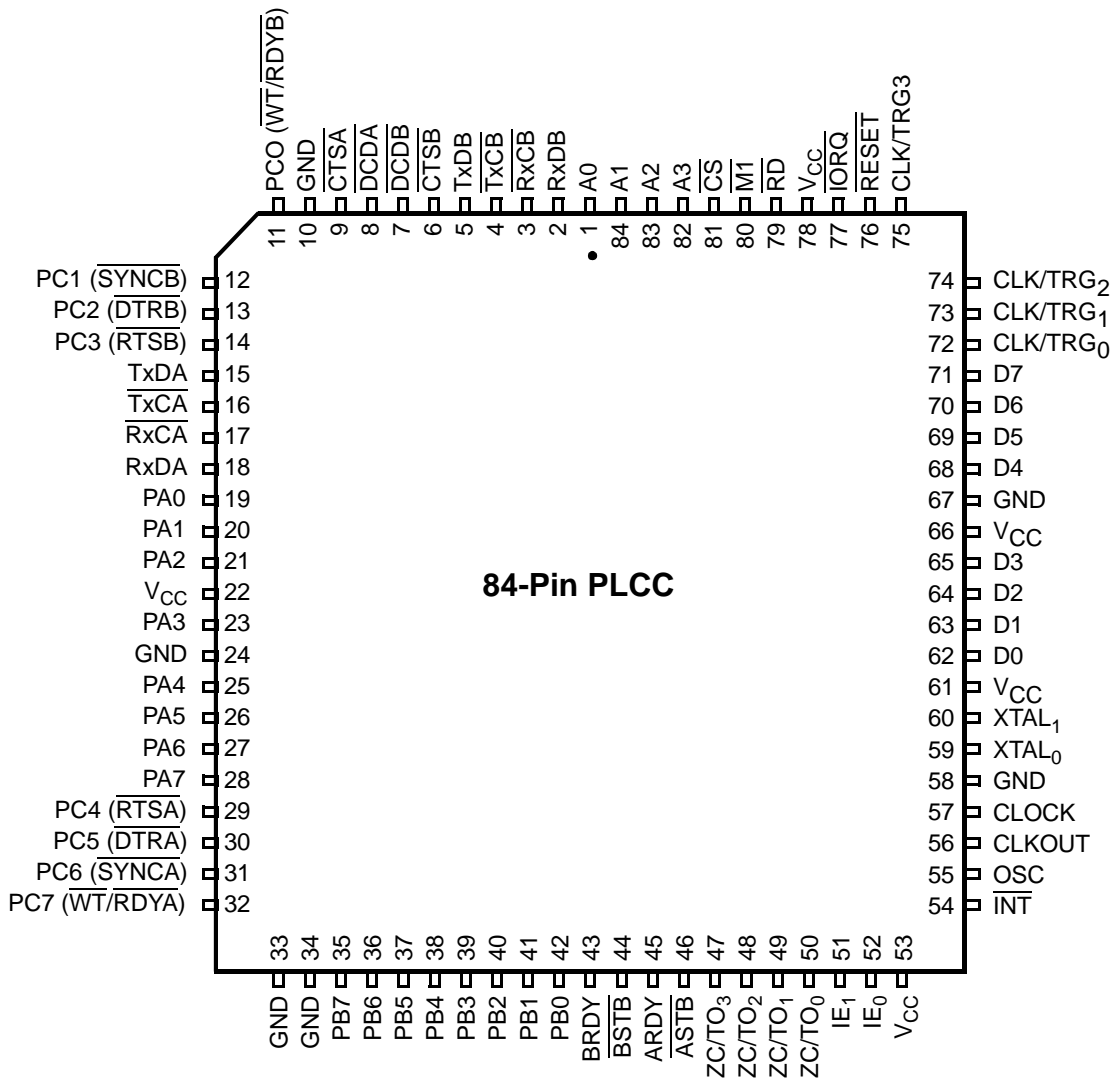 PCO (WT/RDYB)
GND
CTSA
DCDA
DCDB
CTSB
TxDB
TxCB
RxCB
RxDB
A0
A1
A2
A3
CS
M1
RD
VCC
IORQ
RESET
CLK/TRG3
11
10
9
8
7
6
5
4
3
2
1
84
83
82
81
80
79
78
77
76
75
PC1 (SYNCB) 12
PC2 (DTRB) 13
PC3 (RTSB) 14
TxDA 15
TxCA 16
RxCA 17
RxDA 18
PA0 19
PA1 20
PA2 21
VCC 22
PA3 23
GND 24
PA4 25
PA5 26
PA6 27
PA7 28
PC4 (RTSA) 29
PC5 (DTRA) 30
PC6 (SYNCA) 31
PC7 (WT/RDYA) 32
84-Pin PLCC
74 CLK/TRG2
73 CLK/TRG1
72 CLK/TRG0
71 D7
70 D6
69 D5
68 D4
67 GND
66 VCC
65 D3
64 D2
63 D1
62 D0
61 VCC
60 XTAL1
59 XTAL0
58 GND
57 CLOCK
56 CLKOUT
55 OSC
54 INT
33
34
35
36
37
38
39
40
41
42
43
44
45
46
47
48
49
50
51
52
53
GND
GND
PB7
PB6
PB5
PB4
PB3
PB2
PB1
PB0
BRDY
BSTB
ARDY
ASTB
ZC/TO3
ZC/TO2
ZC/TO1
ZC/TO0
IE1
IE0
VCC